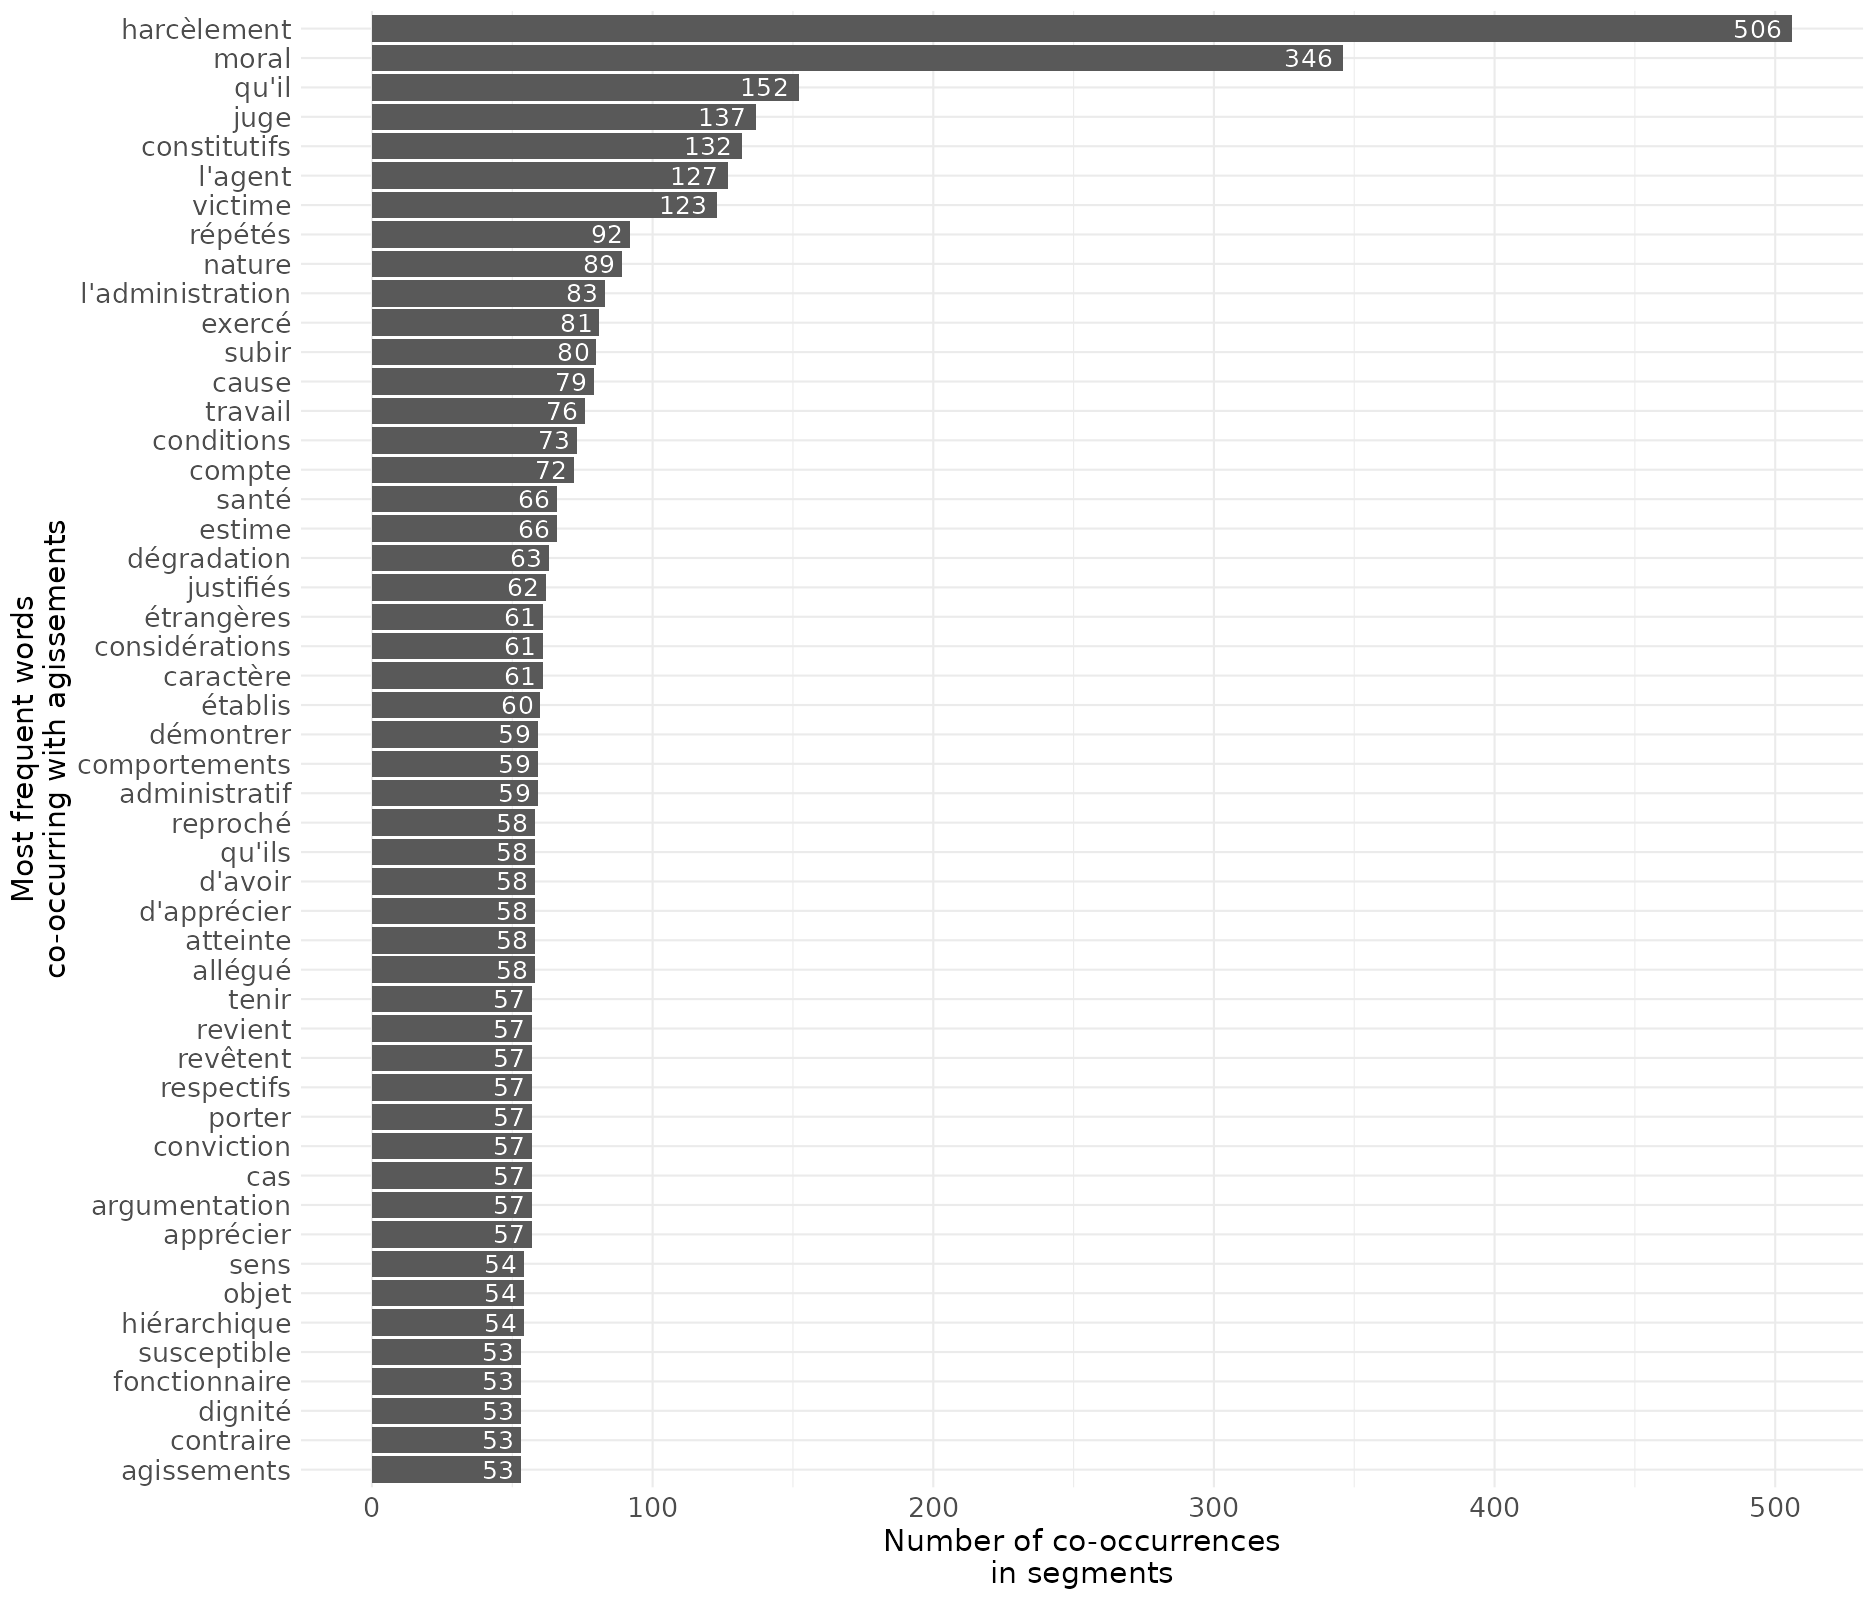 harcèlement 506
moral 346
qu'il 152
juge 137
constitutifs 132
l'agent 127
victime 123
répétés 92
nature 89
l'administration 83
exercé 81
subir 80
cause 79
travail 76
conditions 73
compte 72
santé 66
estime 66
dégradation 63
justifiés 62
étrangères 61
considérations 61
caractère 61
établis 60
démontrer 59
comportements 59
administratif 59
reproché 58
qu'ils 58
d'avoir 58
d'apprécier 58
atteinte 58
allégué 58
tenir 57
revient 57
revêtent 57
respectifs 57
porter 57
conviction 57
cas 57
argumentation 57
apprécier 57
sens 54
objet 54
hiérarchique 54
susceptible 53
fonctionnaire 53
dignité 53
contraire 53
agissements 53
0 100 200 300 400 500
Number of co-occurrences
in segments
Most frequent words
co-occurring with agissements